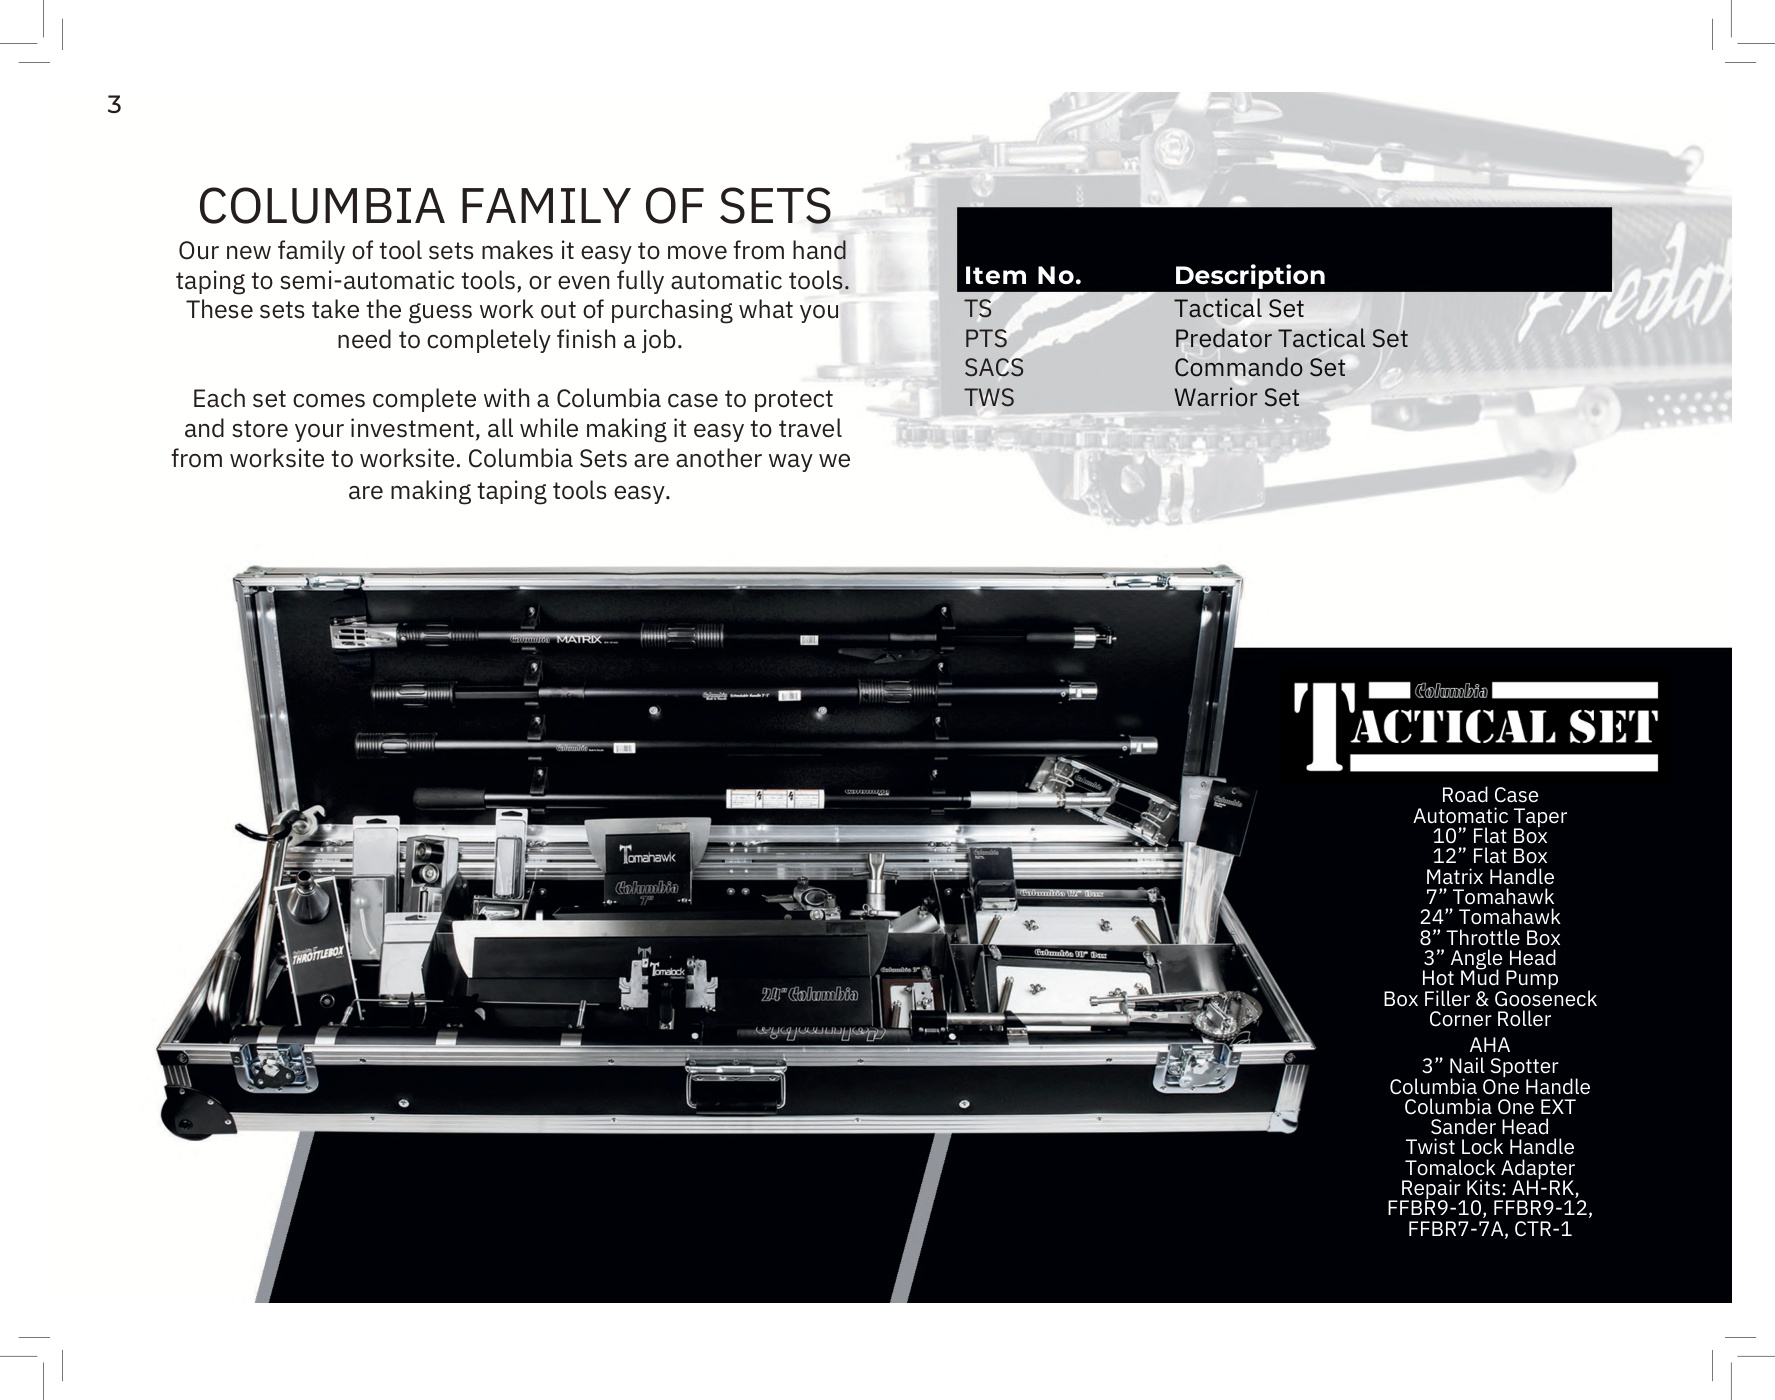 3
COLUMBIA FAMILY OF SETS
Our new family of tool sets makes it easy to move from hand
taping to semi-automatic tools, or even fully automatic tools.
These sets take the guess work out of purchasing what you
need to completely finish a job.
Each set comes complete with a Columbia case to protect
and store your investment, all while making it easy to travel
from worksite to worksite. Columbia Sets are another way we
are making taping tools easy.
Item No. Description
TS Tactical Set
PTS Predator Tactical Set
SACS Commando Set
TWS Warrior Set
Predat
Columbia MATRIX
Columbia Extendable Handle
Columbia
Tomahawk
Columbia
7"
THROTTLEBOX
Tomalock
24" Columbia
Columbia 3"
Columbia 12" Box
Columbia 10" Box
Columbia
Columbia
TACTICAL SET
Road Case
Automatic Taper
10” Flat Box
12” Flat Box
Matrix Handle
7” Tomahawk
24” Tomahawk
8” Throttle Box
3” Angle Head
Hot Mud Pump
Box Filler & Gooseneck
Corner Roller
AHA
3” Nail Spotter
Columbia One Handle
Columbia One EXT
Sander Head
Twist Lock Handle
Tomalock Adapter
Repair Kits: AH-RK,
FFBR9-10, FFBR9-12,
FFBR7-7A, CTR-1